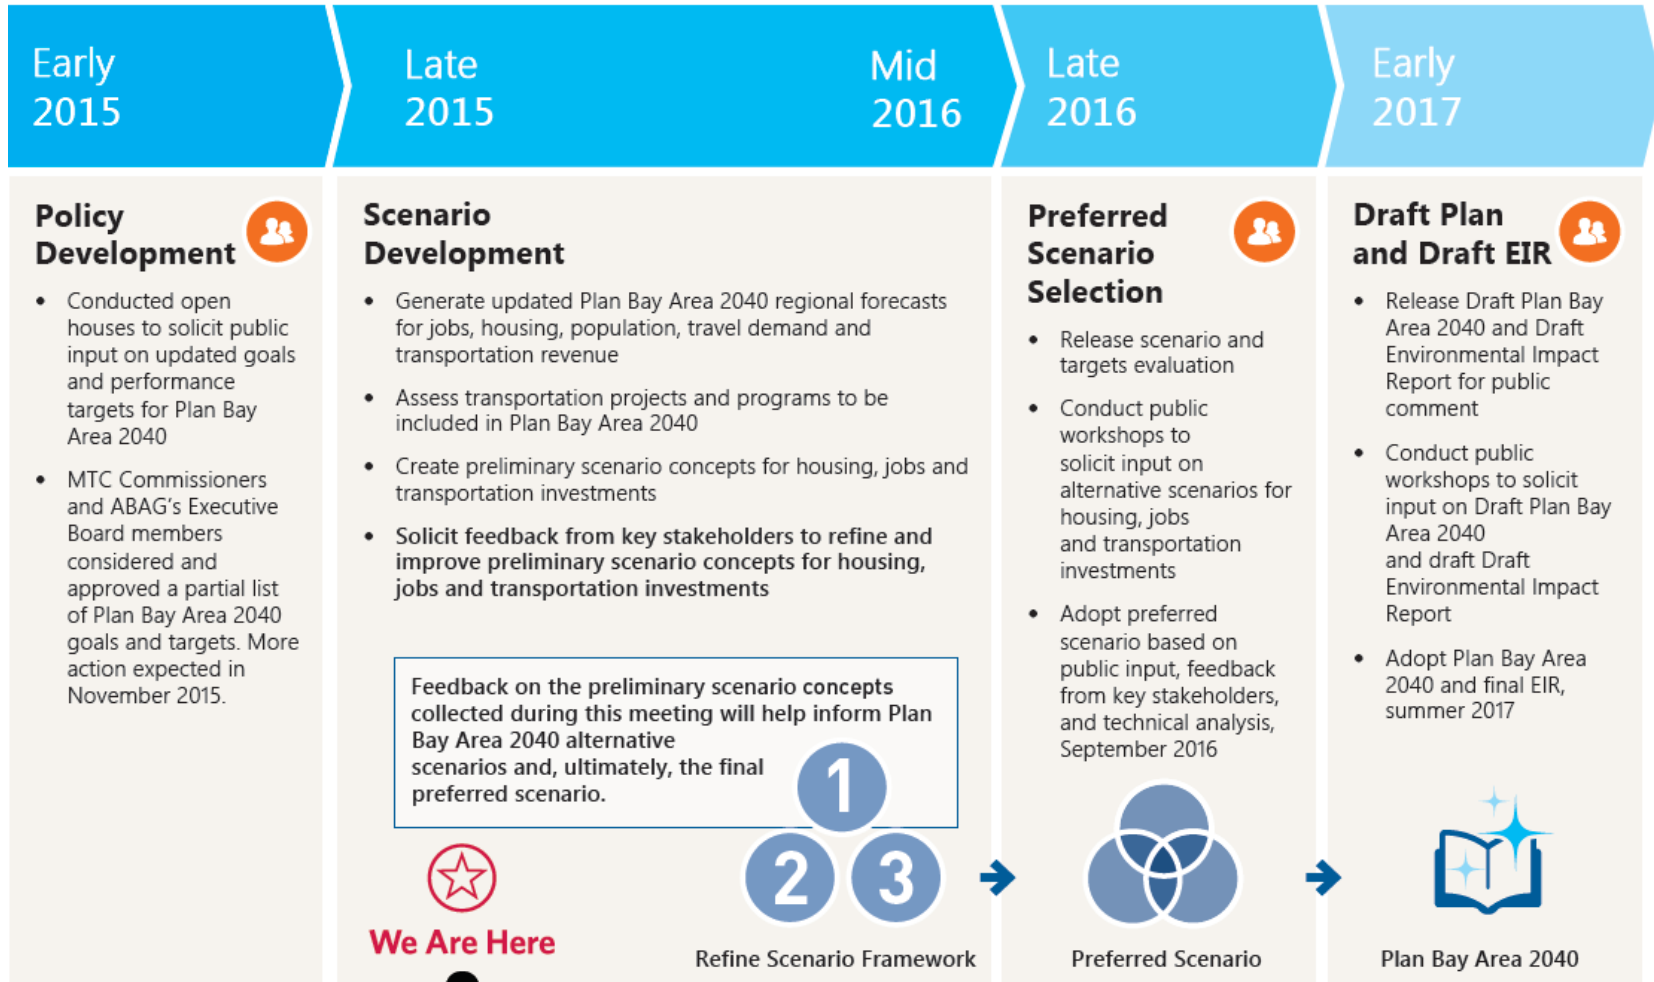 Early
2015
Late
2015
Mid
2016
Late
2016
Early
2017
Policy
Development
• Conducted open
houses to solicit public
input on updated goals
and performance
targets for Plan Bay
Area 2040
• MTC Commissioners
and ABAG's Executive
Board members
considered and
approved a partial list
of Plan Bay Area 2040
goals and targets. More
action expected in
November 2015.
Scenario
Development
• Generate updated Plan Bay Area 2040 regional forecasts
for jobs, housing, population, travel demand and
transportation revenue
• Assess transportation projects and programs to be
included in Plan Bay Area 2040
• Create preliminary scenario concepts for housing, jobs and
transportation investments
• Solicit feedback from key stakeholders to refine and
improve preliminary scenario concepts for housing,
jobs and transportation investments
Feedback on the preliminary scenario concepts
collected during this meeting will help inform Plan
Bay Area 2040 alternative
scenarios and, ultimately, the final
preferred scenario.
1
2
3
We Are Here
Refine Scenario Framework
Preferred
Scenario
Selection
• Release scenario and
targets evaluation
• Conduct public
workshops to
solicit input on
alternative scenarios for
housing, jobs
and transportation
investments
• Adopt preferred
scenario based on
public input, feedback
from key stakeholders,
and technical analysis,
September 2016
Preferred Scenario
Draft Plan
and Draft EIR
• Release Draft Plan Bay
Area 2040 and Draft
Environmental Impact
Report for public
comment
• Conduct public
workshops to solicit
input on Draft Plan Bay
Area 2040
and draft Draft
Environmental Impact
Report
• Adopt Plan Bay Area
2040 and final EIR,
summer 2017
Plan Bay Area 2040